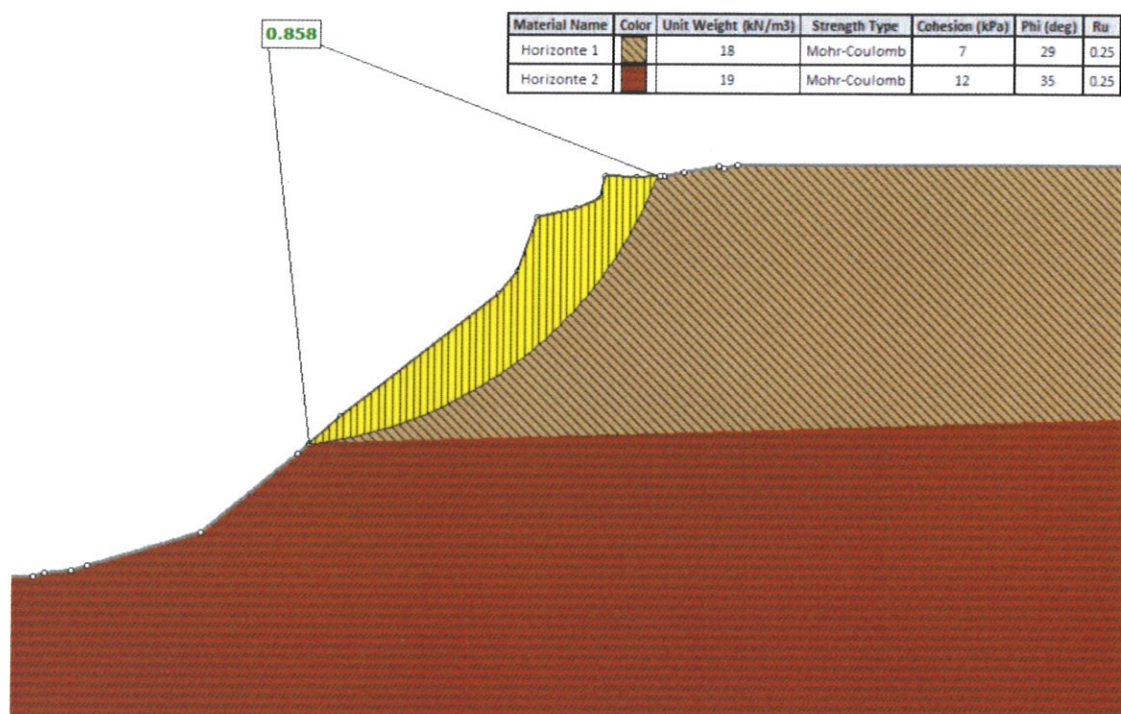 0.858
Material Name Color Unit Weight (kN/m3) Strength Type Cohesion (kPa) Phi (deg) Ru
Horizonte 1 18 Mohr-Coulomb 7 29 0.25
Horizonte 2 19 Mohr-Coulomb 12 35 0.25